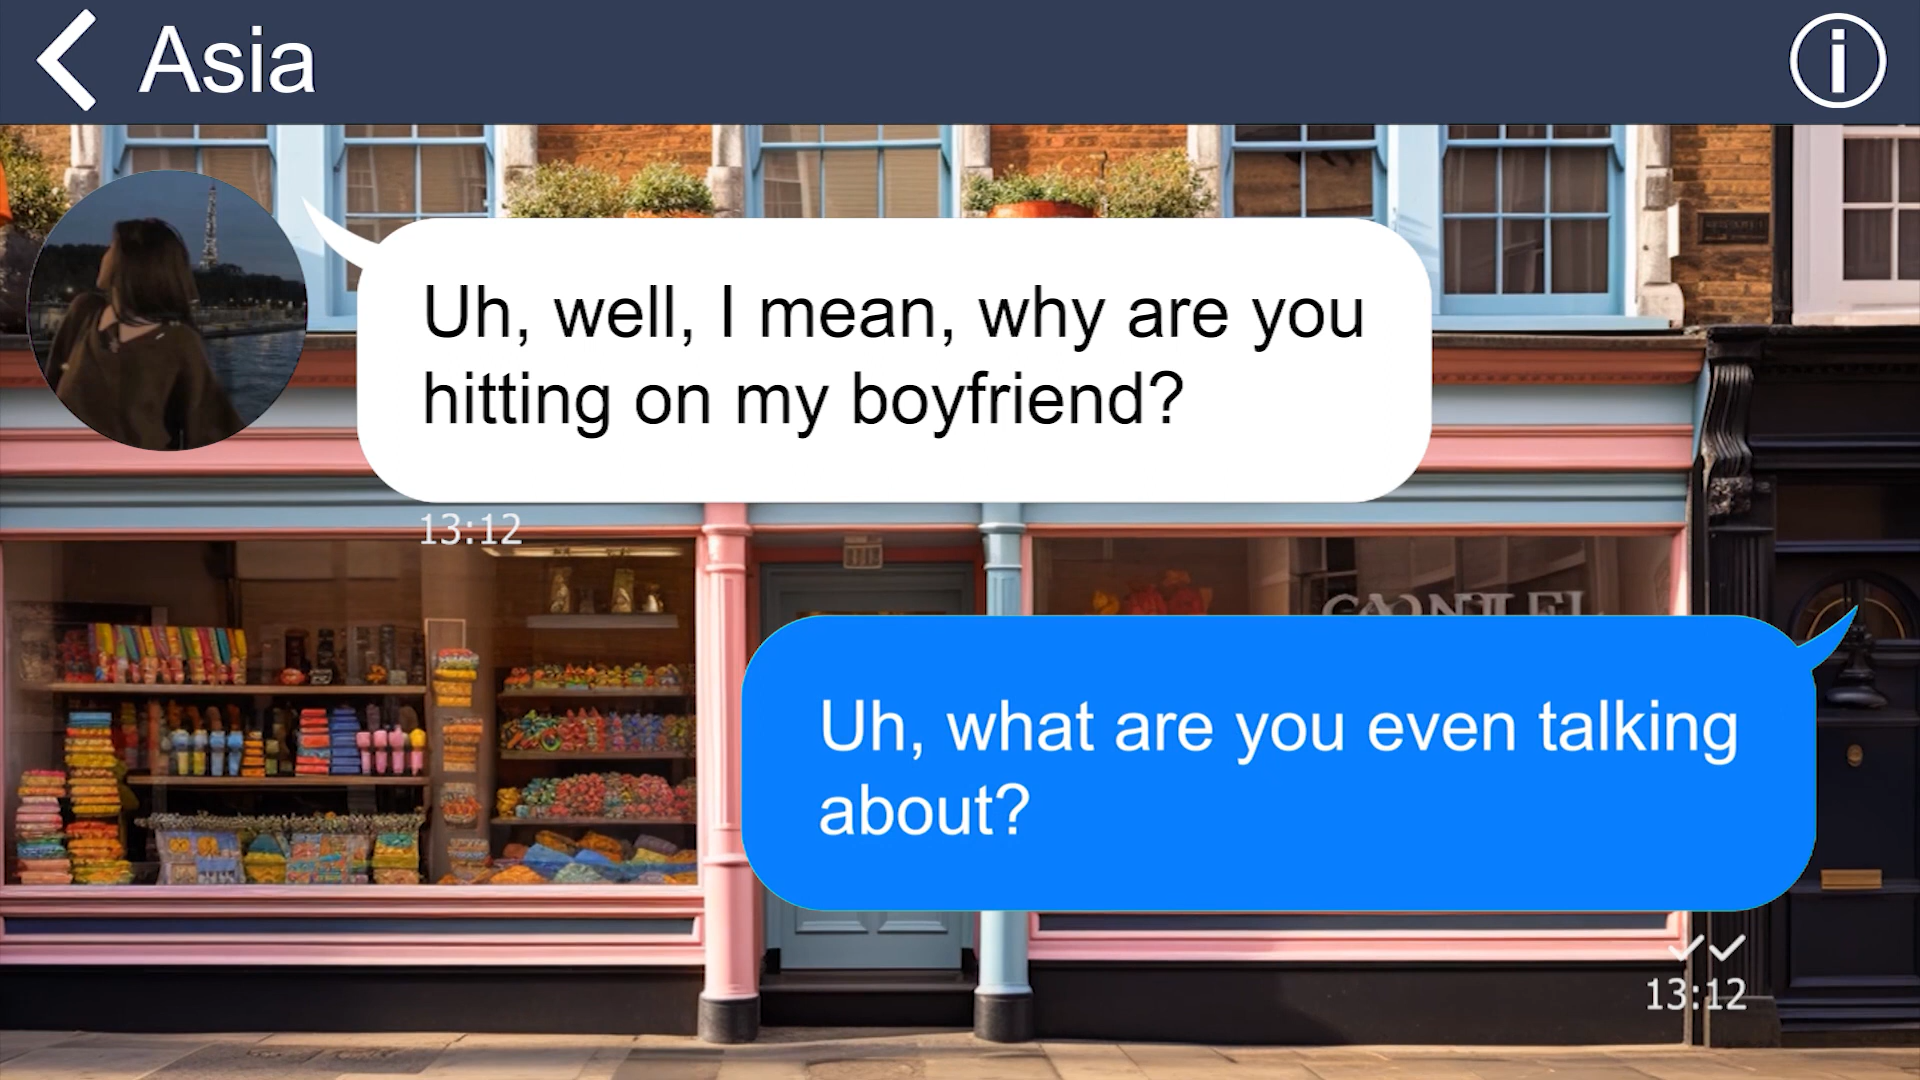 Asia
Uh, well, I mean, why are you
hitting on my boyfriend?
13:12
Uh, what are you even talking
about?
13:12